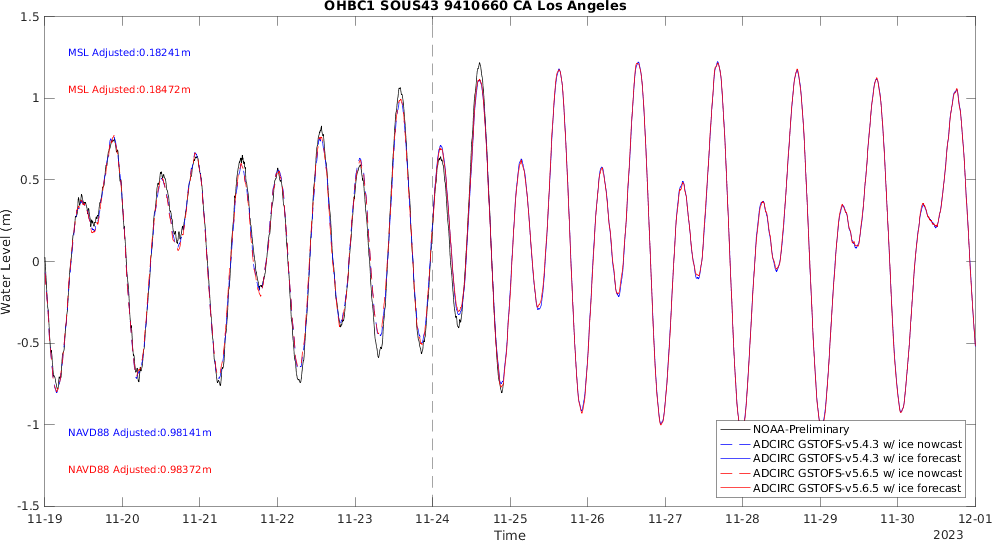 OHBC1 SOUS43 9410660 CA Los Angeles
1.5
1
0.5
0
-0.5
-1
-1.5
Water Level (m)
MSL Adjusted:0.18241m
MSL Adjusted:0.18472m
NAVD88 Adjusted:0.98141m
NAVD88 Adjusted:0.98372m
NOAA-Preliminary
ADCIRC GSTOFS-v5.4.3 w/ ice nowcast
ADCIRC GSTOFS-v5.4.3 w/ ice forecast
ADCIRC GSTOFS-v5.6.5 w/ ice nowcast
ADCIRC GSTOFS-v5.6.5 w/ ice forecast
11-19 11-20 11-21 11-22 11-23 11-24 11-25 11-26 11-27 11-28 11-29 11-30 12-01
Time
2023